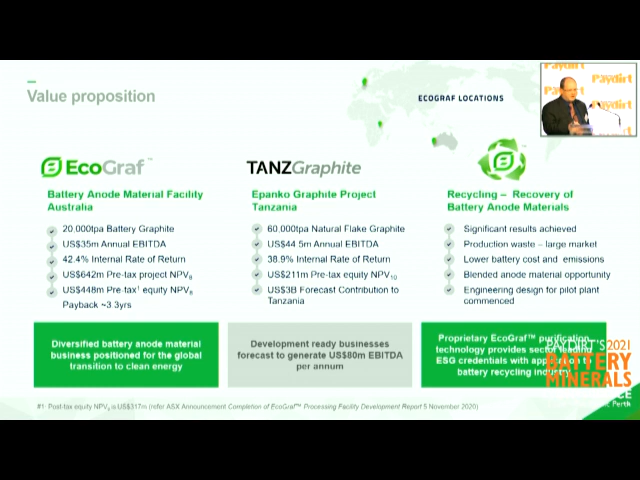 Value proposition
ECOGRAF LOCATIONS
Paydirt
EcoGraf™
Battery Anode Material Facility
Australia
20,000tpa Battery Graphite
US$35m Annual EBITDA
42.4% Internal Rate of Return
US$642m Pre-tax project NPV8
US$448m Pre-tax1 equity NPV8
Payback ~3.3yrs
Diversified battery anode material
business positioned for the global
transition to clean energy
TANZGraphite
Epanko Graphite Project
Tanzania
60,000tpa Natural Flake Graphite
US$44.5m Annual EBITDA
38.9% Internal Rate of Return
US$211m Pre-tax equity NPV10
US$3B Forecast Contribution to
Tanzania
Development ready businesses
forecast to generate US$80m EBITDA
per annum
Recycling – Recovery of
Battery Anode Materials
Significant results achieved
Production waste – large market
Lower battery cost and emissions
Blended anode material opportunity
Engineering design for pilot plant
commenced
Proprietary EcoGraf™ purification
technology provides sector leading
ESG credentials with application to
battery recycling industry
PAYDIRT'S 2021
BATTERY
MINERALS
Perth
#1: Post-tax equity NPV8 is US$317m (refer ASX Announcement Completion of EcoGraf™ Processing Facility Development Report 5 November 2020)